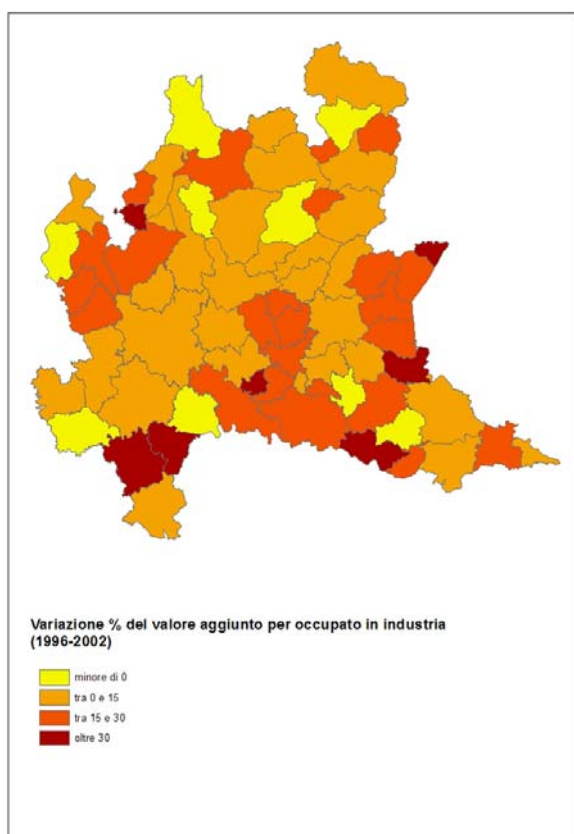 Variazione % del valore aggiunto per occupato in industria
(1996-2002)
minore di 0
tra 0 e 15
tra 15 e 30
oltre 30